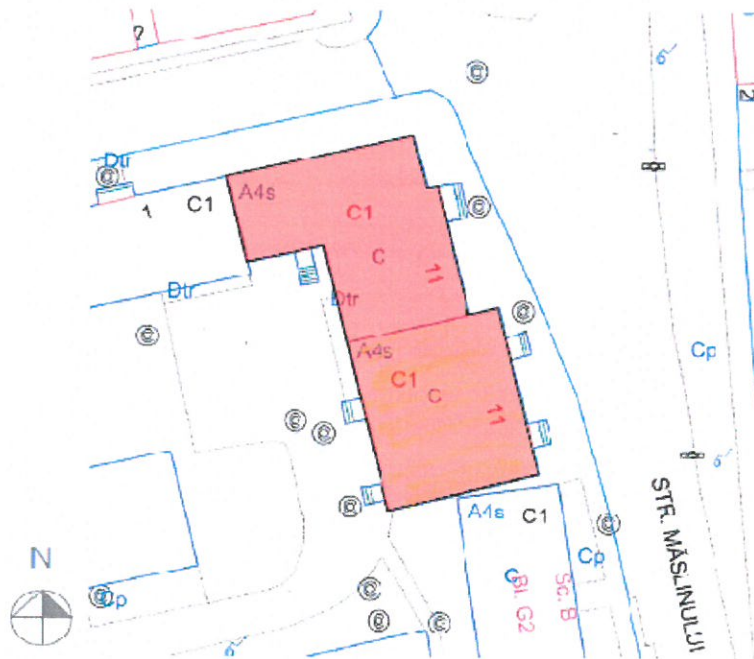 7
2
Dtr
1
C1
A4s
C1
C
11
Dtr
Dtr
A4s
C1
C
11
Cp
STR. MĂSLINULUI
A4s
C1
C
Bl. G2
Sc. B
Cp
Cp
N